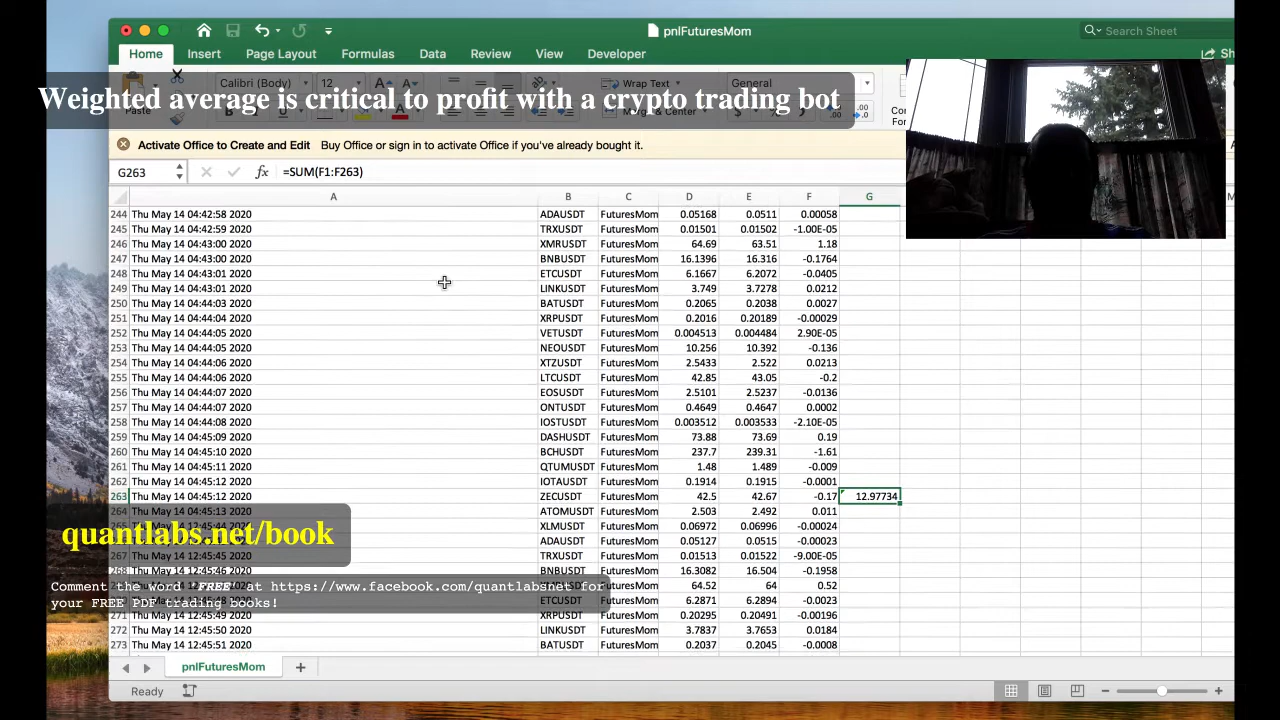 pnlFuturesMom
Search Sheet
Home Insert Page Layout Formulas Data Review View Developer Sh
Calibri (Body) 12 Wrap Text General
Weighted average is critical to profit with a crypto trading bot
Paste Merge & Center
Activate Office to Create and Edit Buy Office or sign in to activate Office if you've already bought it.
G263 fx =SUM(F1:F263)
A B C D E F G
244 Thu May 14 04:42:58 2020 ADAUSDT FuturesMom 0.05168 0.0511 0.00058
245 Thu May 14 04:42:59 2020 TRXUSDT FuturesMom 0.01501 0.01502 -1.00E-05
246 Thu May 14 04:43:00 2020 XMRUSDT FuturesMom 64.69 63.51 1.18
247 Thu May 14 04:43:00 2020 BNBUSDT FuturesMom 16.1396 16.316 -0.1764
248 Thu May 14 04:43:01 2020 ETCUSDT FuturesMom 6.1667 6.2072 -0.0405
249 Thu May 14 04:43:01 2020 LINKUSDT FuturesMom 3.749 3.7278 0.0212
250 Thu May 14 04:44:03 2020 BATUSDT FuturesMom 0.2065 0.2038 0.0027
251 Thu May 14 04:44:04 2020 XRPUSDT FuturesMom 0.2016 0.20189 -0.00029
252 Thu May 14 04:44:05 2020 VETUSDT FuturesMom 0.004513 0.004484 2.90E-05
253 Thu May 14 04:44:05 2020 NEOUSDT FuturesMom 10.256 10.392 -0.136
254 Thu May 14 04:44:06 2020 XTZUSDT FuturesMom 2.5433 2.522 0.0213
255 Thu May 14 04:44:06 2020 LTCUSDT FuturesMom 42.85 43.05 -0.2
256 Thu May 14 04:44:07 2020 EOSUSDT FuturesMom 2.5101 2.5237 -0.0136
257 Thu May 14 04:44:07 2020 ONTUSDT FuturesMom 0.4649 0.4647 0.0002
258 Thu May 14 04:44:08 2020 IOSTUSDT FuturesMom 0.003512 0.003533 -2.10E-05
259 Thu May 14 04:45:09 2020 DASHUSDT FuturesMom 73.88 73.69 0.19
260 Thu May 14 04:45:10 2020 BCHUSDT FuturesMom 237.7 239.31 -1.61
261 Thu May 14 04:45:11 2020 QTUMUSDT FuturesMom 1.48 1.489 -0.009
262 Thu May 14 04:45:12 2020 IOTAUSDT FuturesMom 0.1914 0.1915 -0.0001
263 Thu May 14 04:45:12 2020 ZECUSDT FuturesMom 42.5 42.67 -0.17 12.97734
264 Thu May 14 04:45:13 2020 ATOMUSDT FuturesMom 2.503 2.492 0.011
Thu May 14 12:45:44 2020 XLMUSDT FuturesMom 0.06972 0.06996 -0.00024
quantlabs.net/book
ADAUSDT FuturesMom 0.05127 0.0515 -0.00023
267 Thu May 14 12:45:45 2020 TRXUSDT FuturesMom 0.01513 0.01522 -9.00E-05
268 Thu May 14 12:45:46 2020 BNBUSDT FuturesMom 16.3082 16.504 -0.1958
FuturesMom 64.52 64 0.52
Comment the word "FREE" at https://www.facebook.com/quantlabsnet for
your FREE PDF trading books!
ETCUSDT FuturesMom 6.2871 6.2894 -0.0023
271 Thu May 14 12:45:49 2020 XRPUSDT FuturesMom 0.20295 0.20491 -0.00196
272 Thu May 14 12:45:50 2020 LINKUSDT FuturesMom 3.7837 3.7653 0.0184
273 Thu May 14 12:45:51 2020 BATUSDT FuturesMom 0.2037 0.2045 -0.0008
pnlFuturesMom
Ready